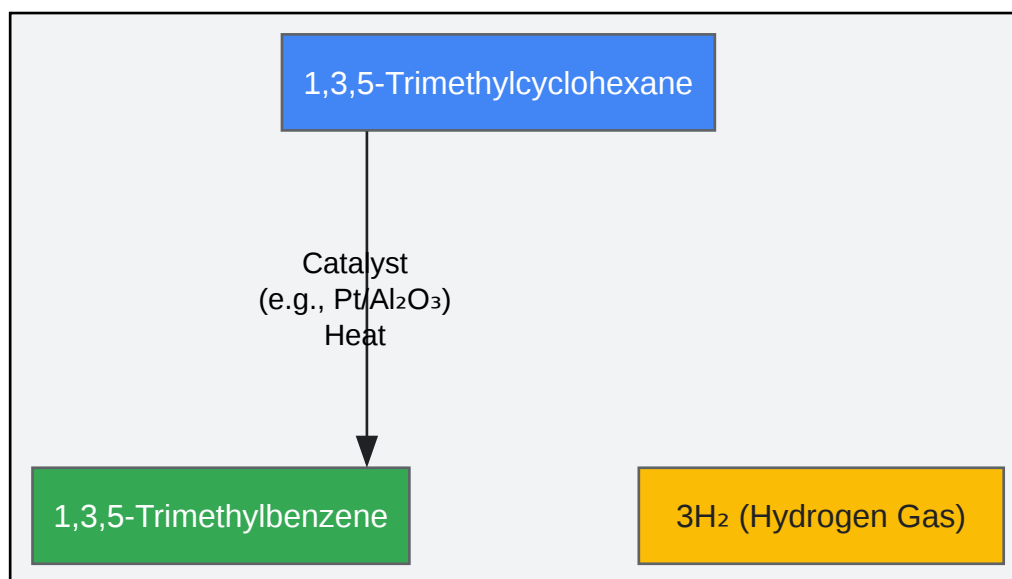 1,3,5-Trimethylcyclohexane
Catalyst
(e.g., Pt/Al₂O₃)
Heat
1,3,5-Trimethylbenzene
3H₂ (Hydrogen Gas)